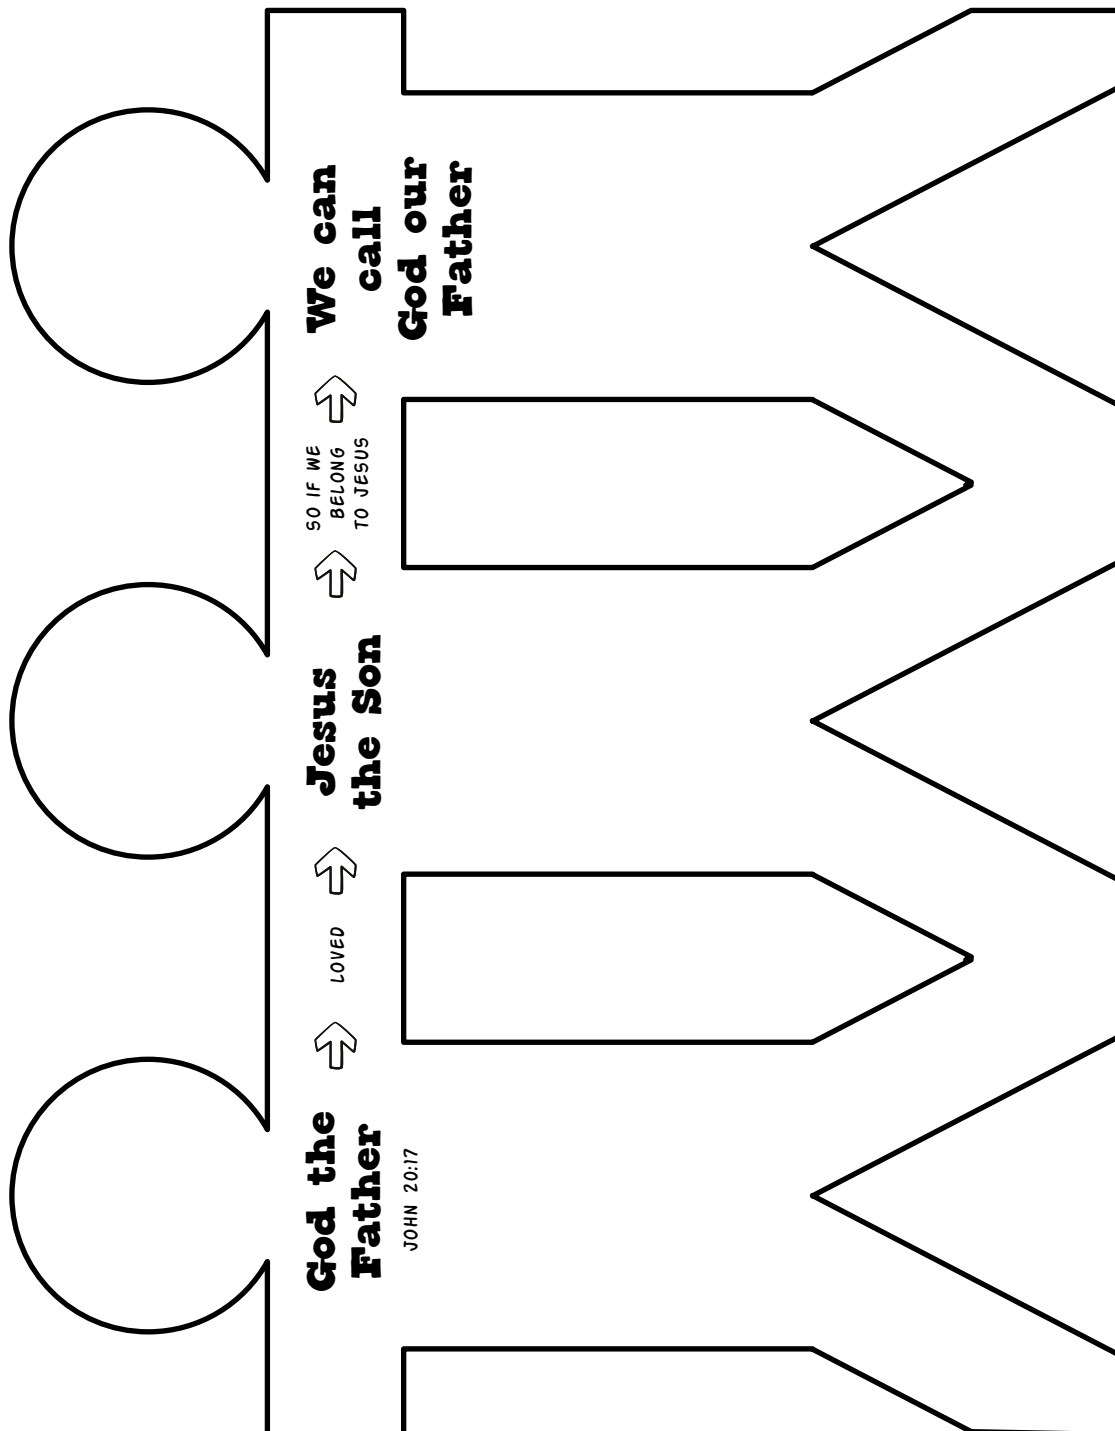 God the
Father
JOHN 20:17
LOVED
Jesus
the Son
SO IF WE
BELONG
TO JESUS
We can
call
God our
Father